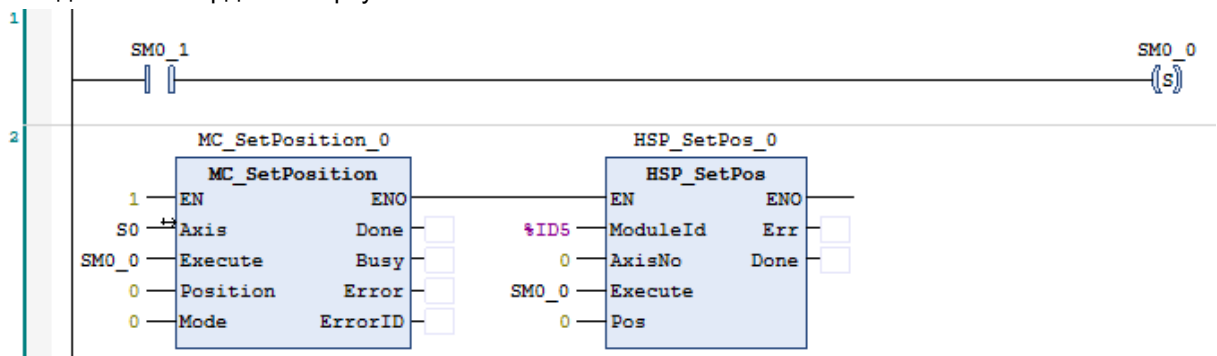 1
SM0_1 SM0_0
(S)
2
MC_SetPosition_0 HSP_SetPos_0
MC_SetPosition HSP_SetPos
1 EN ENO EN ENO
S0 Axis Done %ID5 ModuleId Err
SM0_0 Execute Busy 0 AxisNo Done
0 Position Error SM0_0 Execute
0 Mode ErrorID 0 Pos